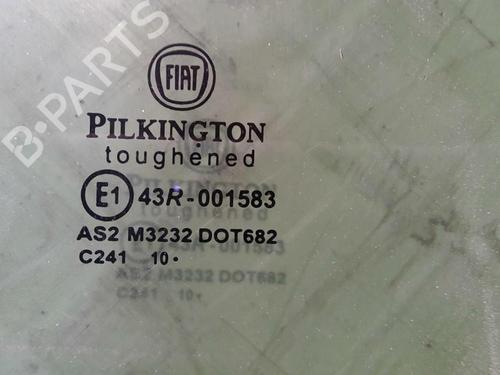 B-PARTS
FIAT
PILKINGTON
toughened
E1 43R-001583
AS2 M3232 DOT682
C241 10•